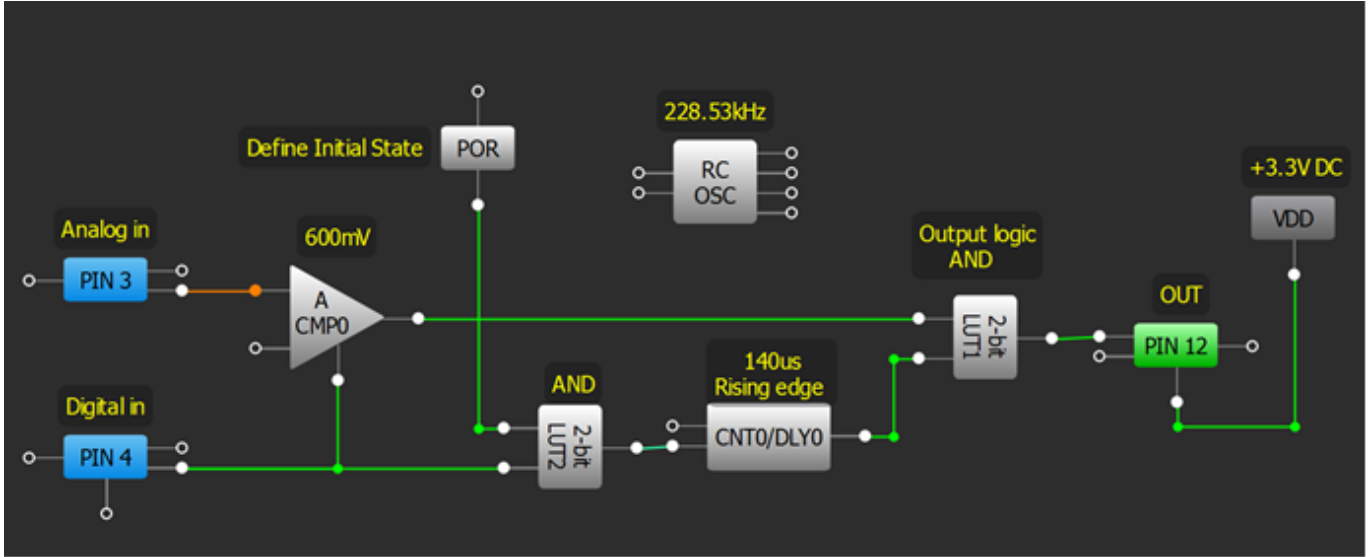 228.53kHz
Define Initial State
POR
RC
OSC
+3.3V DC
VDD
Analog in
PIN 3
600mV
A
CMP0
Output logic
AND
2-bit
LUT1
OUT
PIN 12
Digital in
PIN 4
AND
2-bit
LUT2
140us
Rising edge
CNT0/DLY0